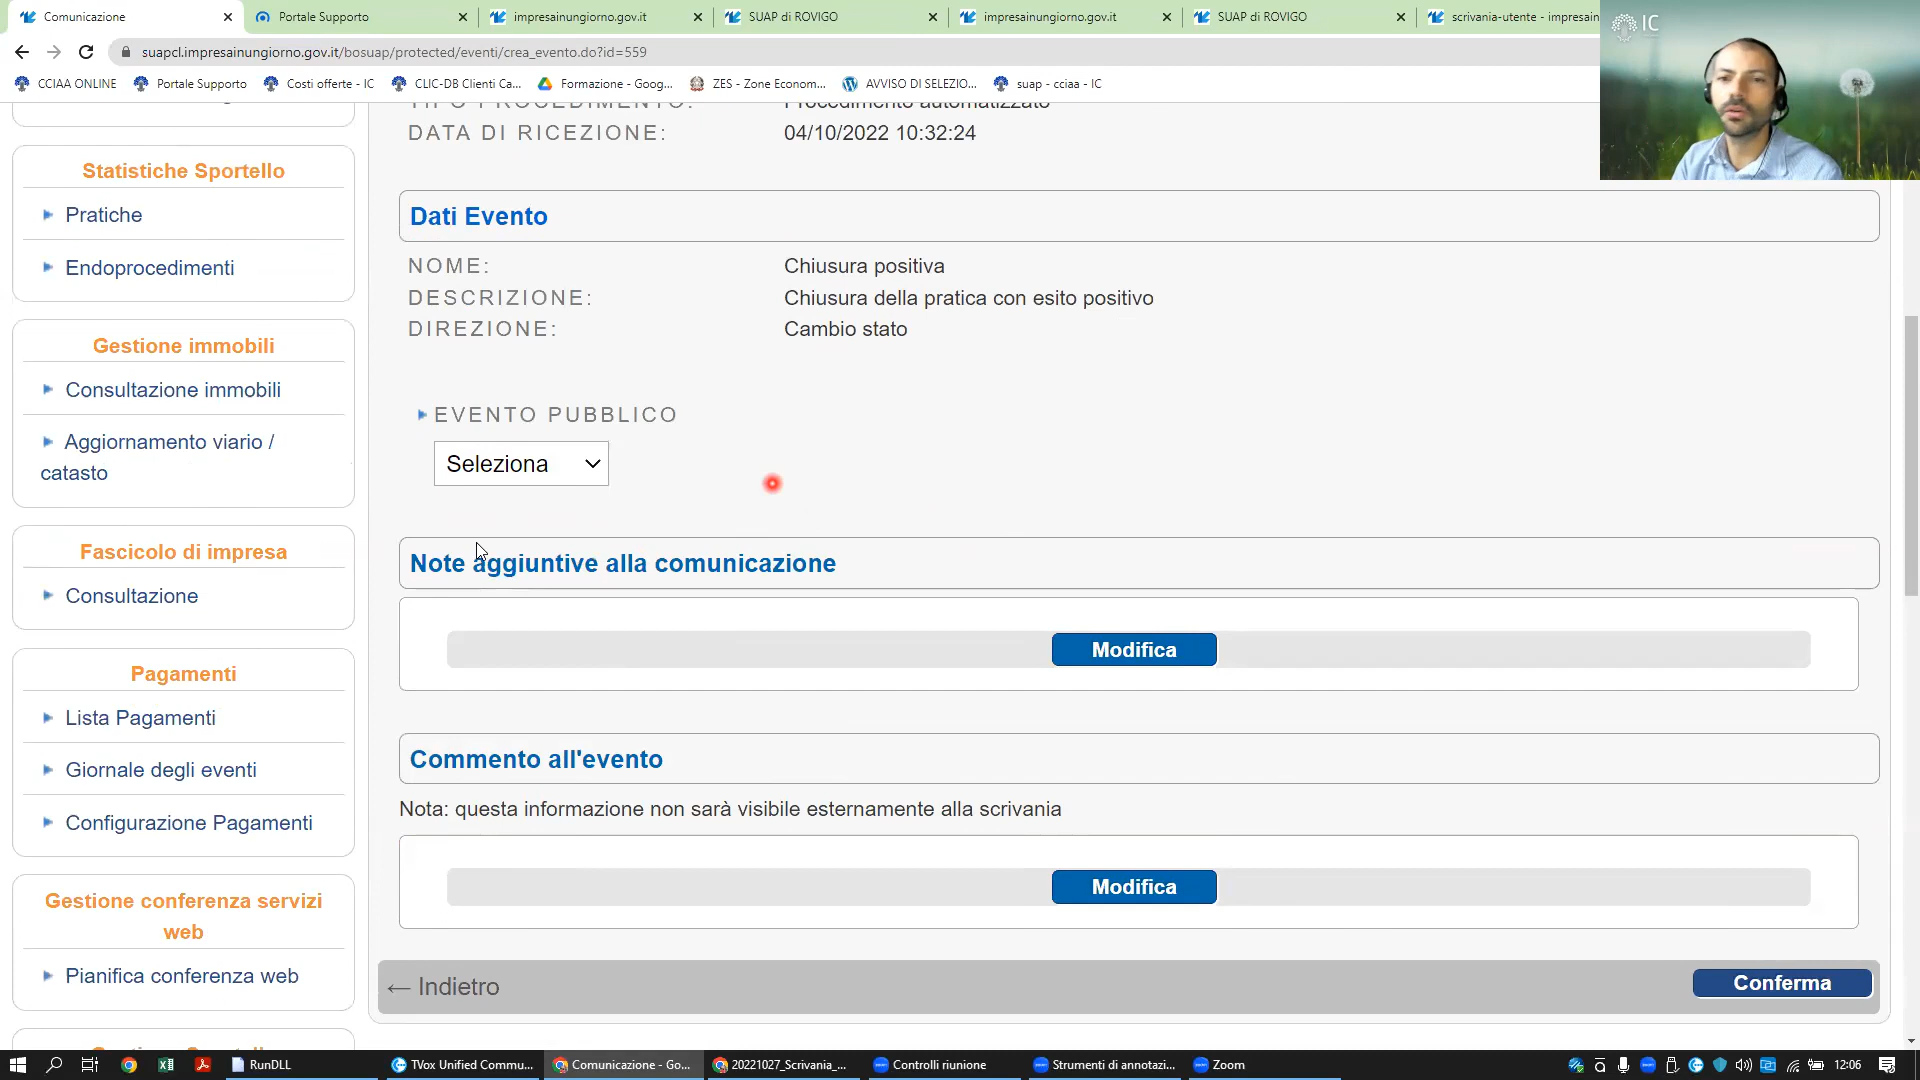 Comunicazione
Portale Supporto
impresainungiorno.gov.it
SUAP di ROVIGO
impresainungiorno.gov.it
SUAP di ROVIGO
scrivania-utente - impresain
IC
suapcl.impresainungiorno.gov.it/bosuap/protected/eventi/crea_evento.do?id=559
CCIAA ONLINE
Portale Supporto
Costi offerte - IC
CLIC-DB Clienti Ca...
Formazione - Goog...
ZES - Zone Econom...
AVVISO DI SELEZIO...
suap - cciaa - IC
Statistiche Sportello
Pratiche
Endoprocedimenti
Gestione immobili
Consultazione immobili
Aggiornamento viario /
catasto
Fascicolo di impresa
Consultazione
Pagamenti
Lista Pagamenti
Giornale degli eventi
Configurazione Pagamenti
Gestione conferenza servizi
web
Pianifica conferenza web
TIPO PROCEDIMENTO: Procedimento automatizzato
DATA DI RICEZIONE: 04/10/2022 10:32:24
Dati Evento
NOME: Chiusura positiva
DESCRIZIONE: Chiusura della pratica con esito positivo
DIREZIONE: Cambio stato
EVENTO PUBBLICO
Seleziona
Note aggiuntive alla comunicazione
Modifica
Commento all'evento
Nota: questa informazione non sarà visibile esternamente alla scrivania
Modifica
← Indietro
Conferma
RunDLL
TVox Unified Commu...
Comunicazione - Go...
20221027_Scrivania_...
Controlli riunione
Strumenti di annotazi...
Zoom
12:06